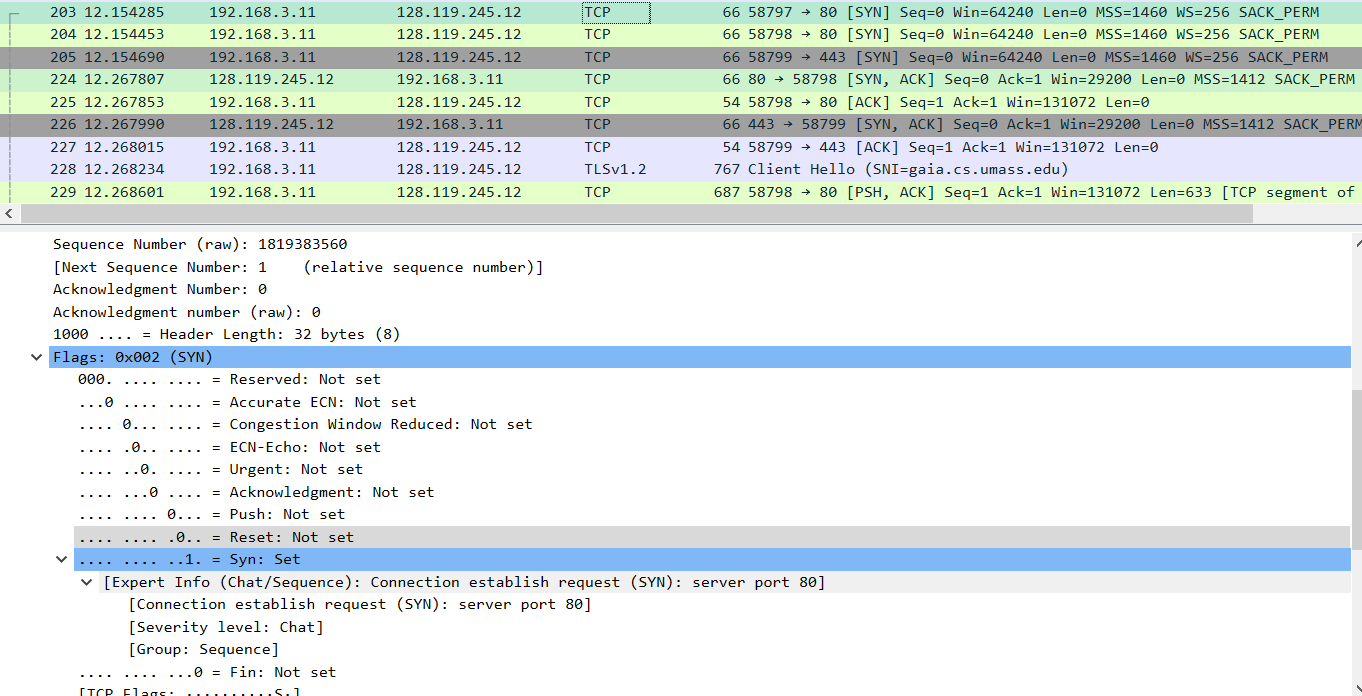 203 12.154285 192.168.3.11 128.119.245.12 TCP 66 58797 → 80 [SYN] Seq=0 Win=64240 Len=0 MSS=1460 WS=256 SACK_PERM
204 12.154453 192.168.3.11 128.119.245.12 TCP 66 58798 → 80 [SYN] Seq=0 Win=64240 Len=0 MSS=1460 WS=256 SACK_PERM
205 12.154690 192.168.3.11 128.119.245.12 TCP 66 58799 → 443 [SYN] Seq=0 Win=64240 Len=0 MSS=1460 WS=256 SACK_PERM
224 12.267807 128.119.245.12 192.168.3.11 TCP 66 80 → 58798 [SYN, ACK] Seq=0 Ack=1 Win=29200 Len=0 MSS=1412 SACK_PERM
225 12.267853 192.168.3.11 128.119.245.12 TCP 54 58798 → 80 [ACK] Seq=1 Ack=1 Win=131072 Len=0
226 12.267990 128.119.245.12 192.168.3.11 TCP 66 443 → 58799 [SYN, ACK] Seq=0 Ack=1 Win=29200 Len=0 MSS=1412 SACK_PERM
227 12.268015 192.168.3.11 128.119.245.12 TCP 54 58799 → 443 [ACK] Seq=1 Ack=1 Win=131072 Len=0
228 12.268234 192.168.3.11 128.119.245.12 TLSv1.2 767 Client Hello (SNI=gaia.cs.umass.edu)
229 12.268601 192.168.3.11 128.119.245.12 TCP 687 58798 → 80 [PSH, ACK] Seq=1 Ack=1 Win=131072 Len=633 [TCP segment of
Sequence Number (raw): 1819383560
[Next Sequence Number: 1    (relative sequence number)]
Acknowledgment Number: 0
Acknowledgment number (raw): 0
1000 .... = Header Length: 32 bytes (8)
Flags: 0x002 (SYN)
000. .... .... = Reserved: Not set
...0 .... .... = Accurate ECN: Not set
.... 0... .... = Congestion Window Reduced: Not set
.... .0.. .... = ECN-Echo: Not set
.... ..0. .... = Urgent: Not set
.... ...0 .... = Acknowledgment: Not set
.... .... 0... = Push: Not set
.... .... .0.. = Reset: Not set
.... .... ..1. = Syn: Set
[Expert Info (Chat/Sequence): Connection establish request (SYN): server port 80]
[Connection establish request (SYN): server port 80]
[Severity level: Chat]
[Group: Sequence]
.... .... ...0 = Fin: Not set
[TCP Flags: ··········S·]